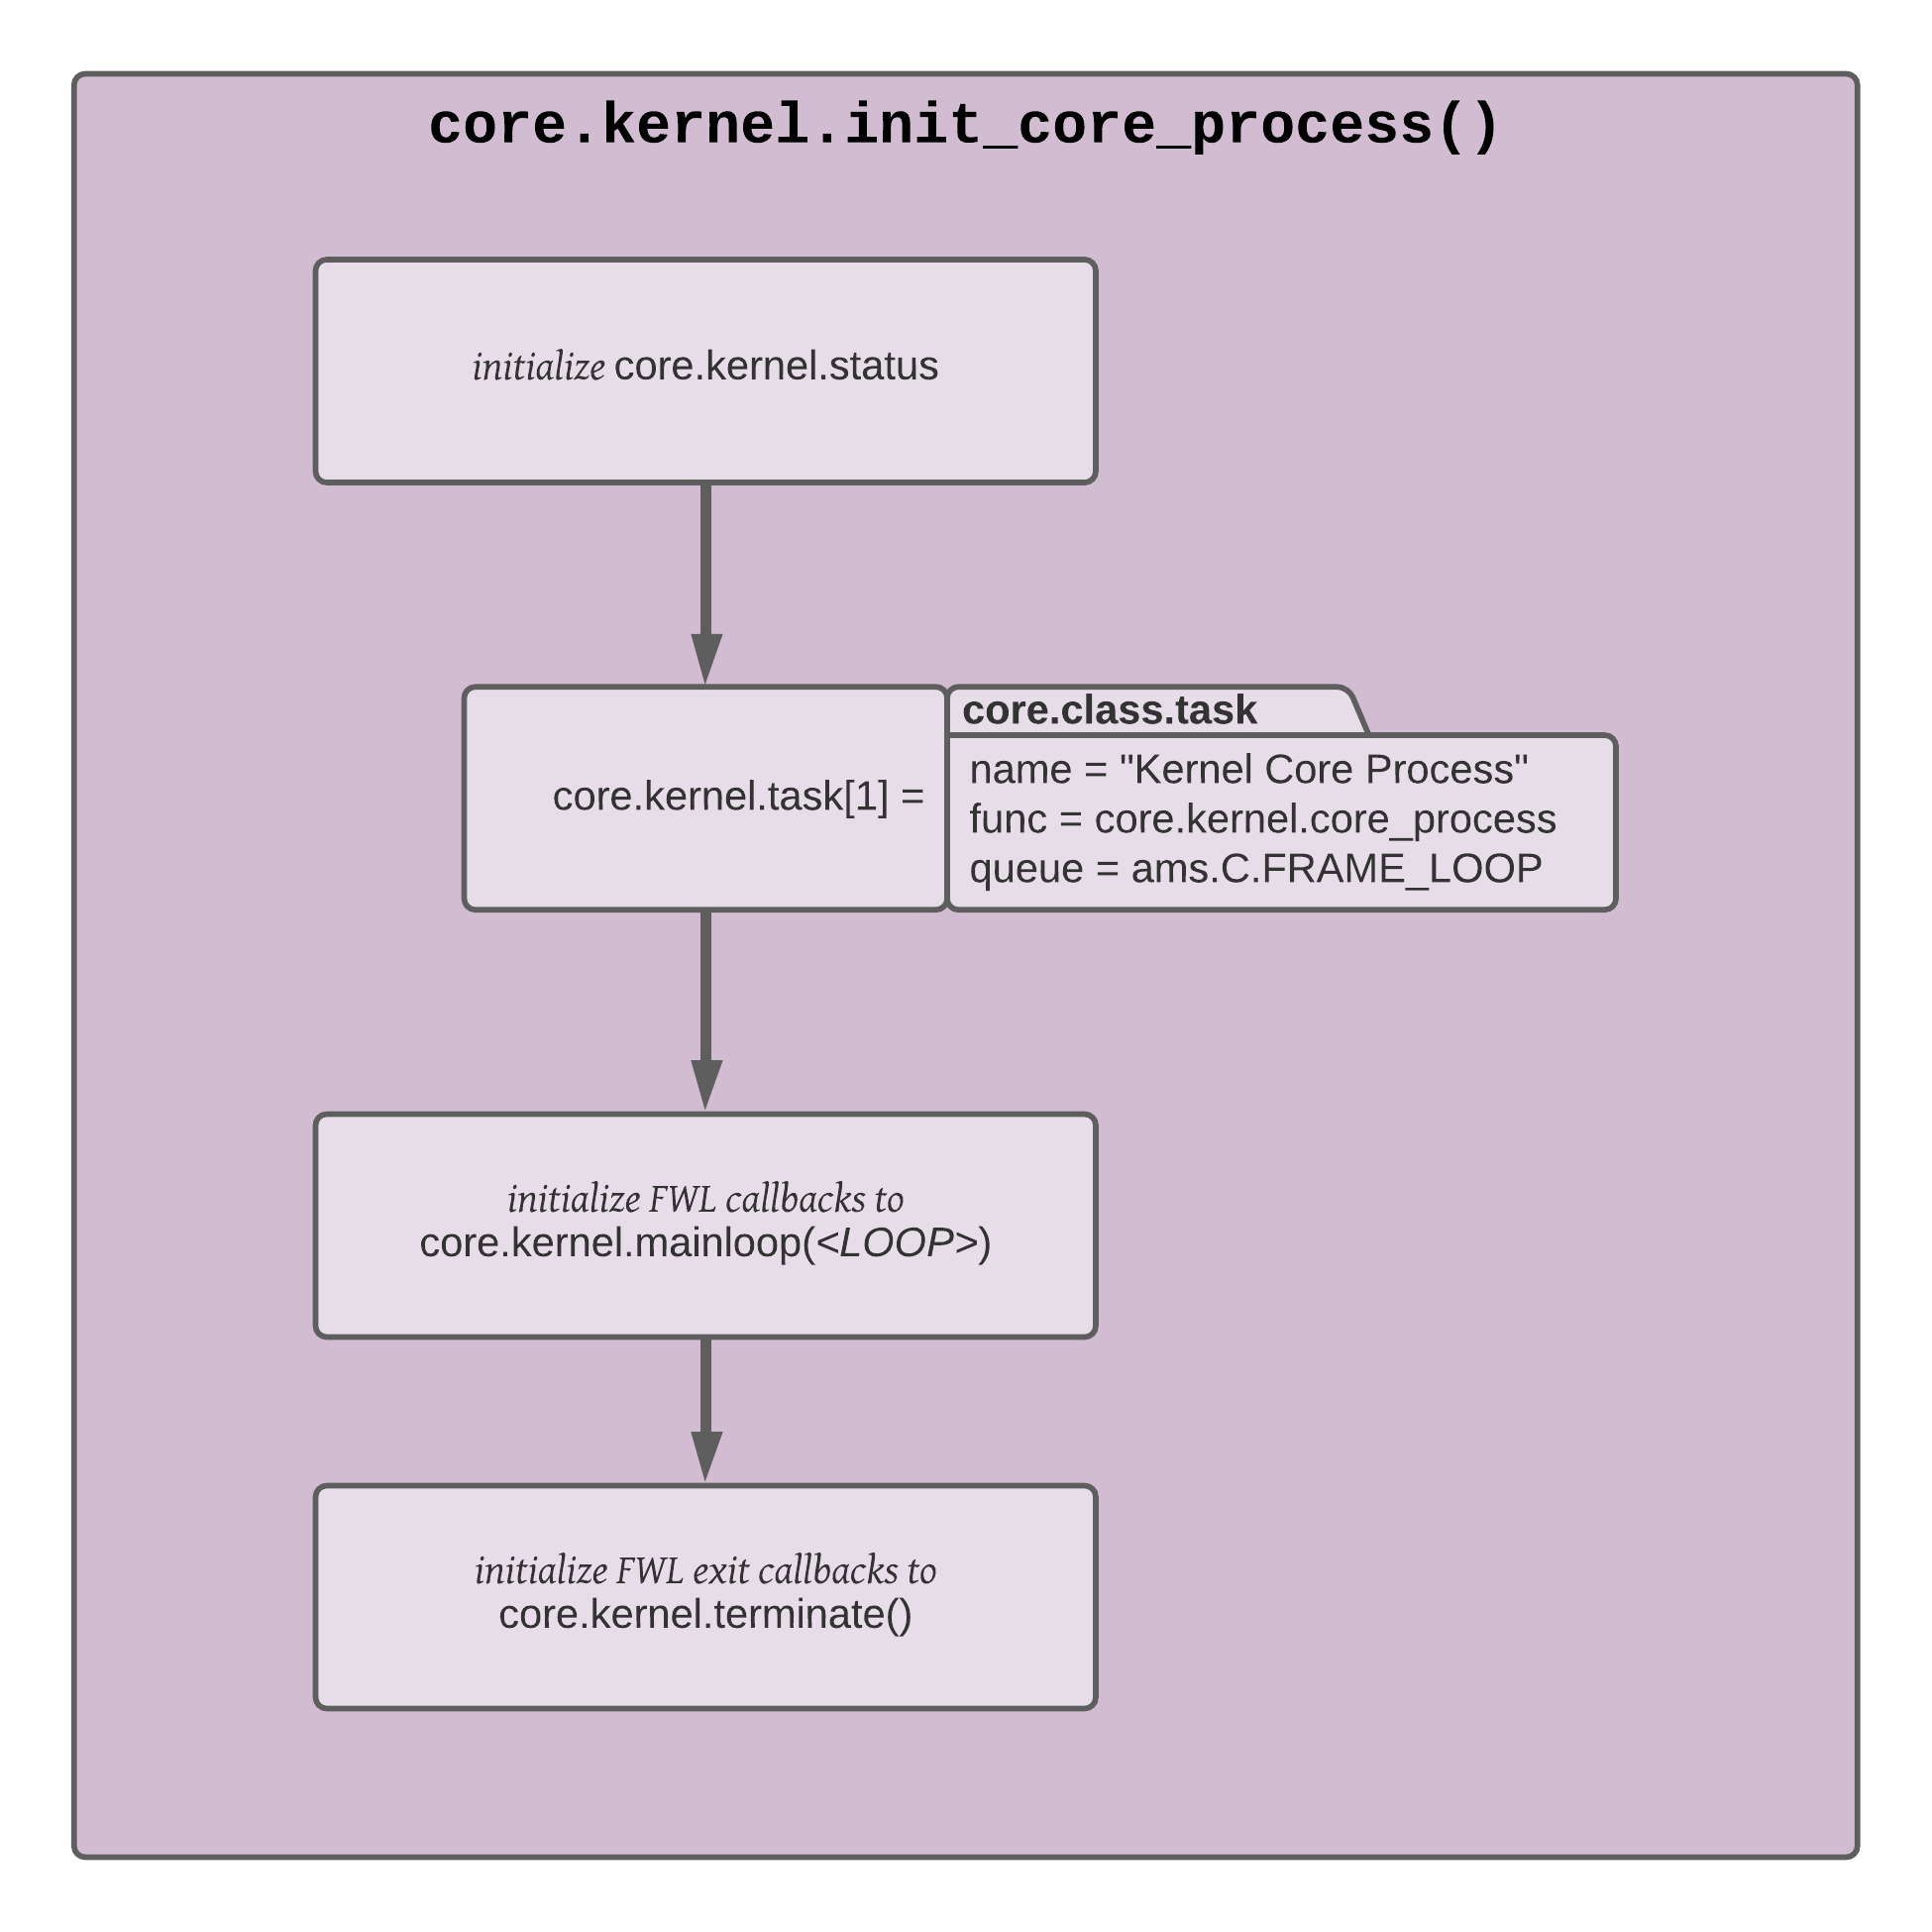 core.kernel.init_core_process()
initialize core.kernel.status
core.kernel.task[1] =
core.class.task
name = "Kernel Core Process"
func = core.kernel.core_process
queue = ams.C.FRAME_LOOP
initialize FWL callbacks to
core.kernel.mainloop(<LOOP>)
initialize FWL exit callbacks to
core.kernel.terminate()